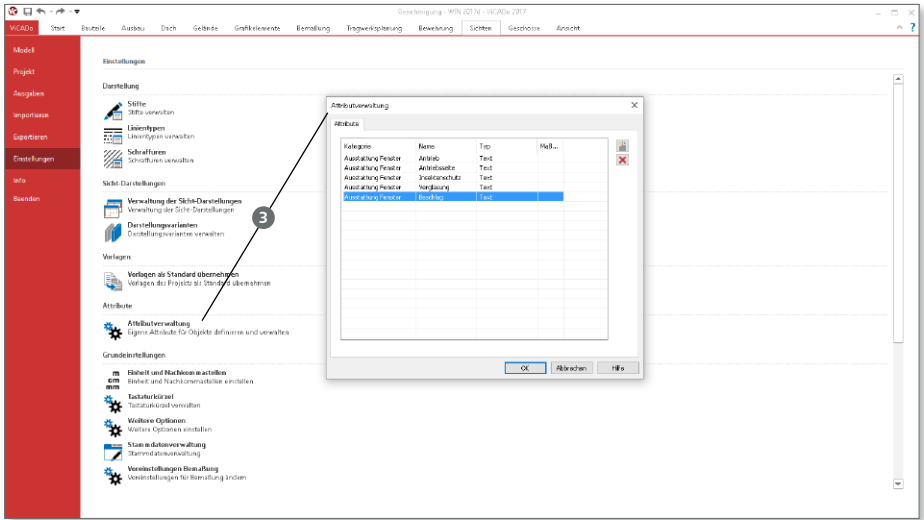 Genehmigung - WIN 2017d - ViCADo 2017
ViCADo Start Bauteile Ausbau Dach Gelände Grafikelemente Bemaßung Tragwerksplanung Bewehrung Sichten Geschosse Ansicht ?
Modell
Projekt
Ausgaben
Importieren
Exportieren
Einstellungen
Info
Beenden
Einstellungen
Darstellung
Stifte
Stifte verwalten
Linientypen
Linientypen verwalten
Schraffuren
Schraffuren verwalten
Sicht-Darstellungen
Verwaltung der Sicht-Darstellungen
Verwaltung der Sicht-Darstellungen
Darstellungsvarianten
Darstellungsvarianten verwalten
Vorlagen
Vorlagen als Standard übernehmen
Vorlagen des Projekts als Standard übernehmen
Attribute
Attributverwaltung
Eigene Attribute für Objekte definieren und verwalten
Grundeinstellungen
m
cm
mm
Einheit und Nachkommastellen
Einheit und Nachkommastellen einstellen
Tastaturkürzel
Tastaturkürzel verwalten
Weitere Optionen
Weitere Optionen einstellen
Stammdatenverwaltung
Stammdatenverwaltung
Voreinstellungen Bemaßung
Voreinstellungen für Bemaßung ändern
3
Attributverwaltung
Attribute
Kategorie Name Typ Maß...
Ausstattung Fenster Antrieb Text
Ausstattung Fenster Antriebsseite Text
Ausstattung Fenster Insektenschutz Text
Ausstattung Fenster Verglasung Text
Ausstattung Fenster Beschlag Text
OK Abbrechen Hilfe